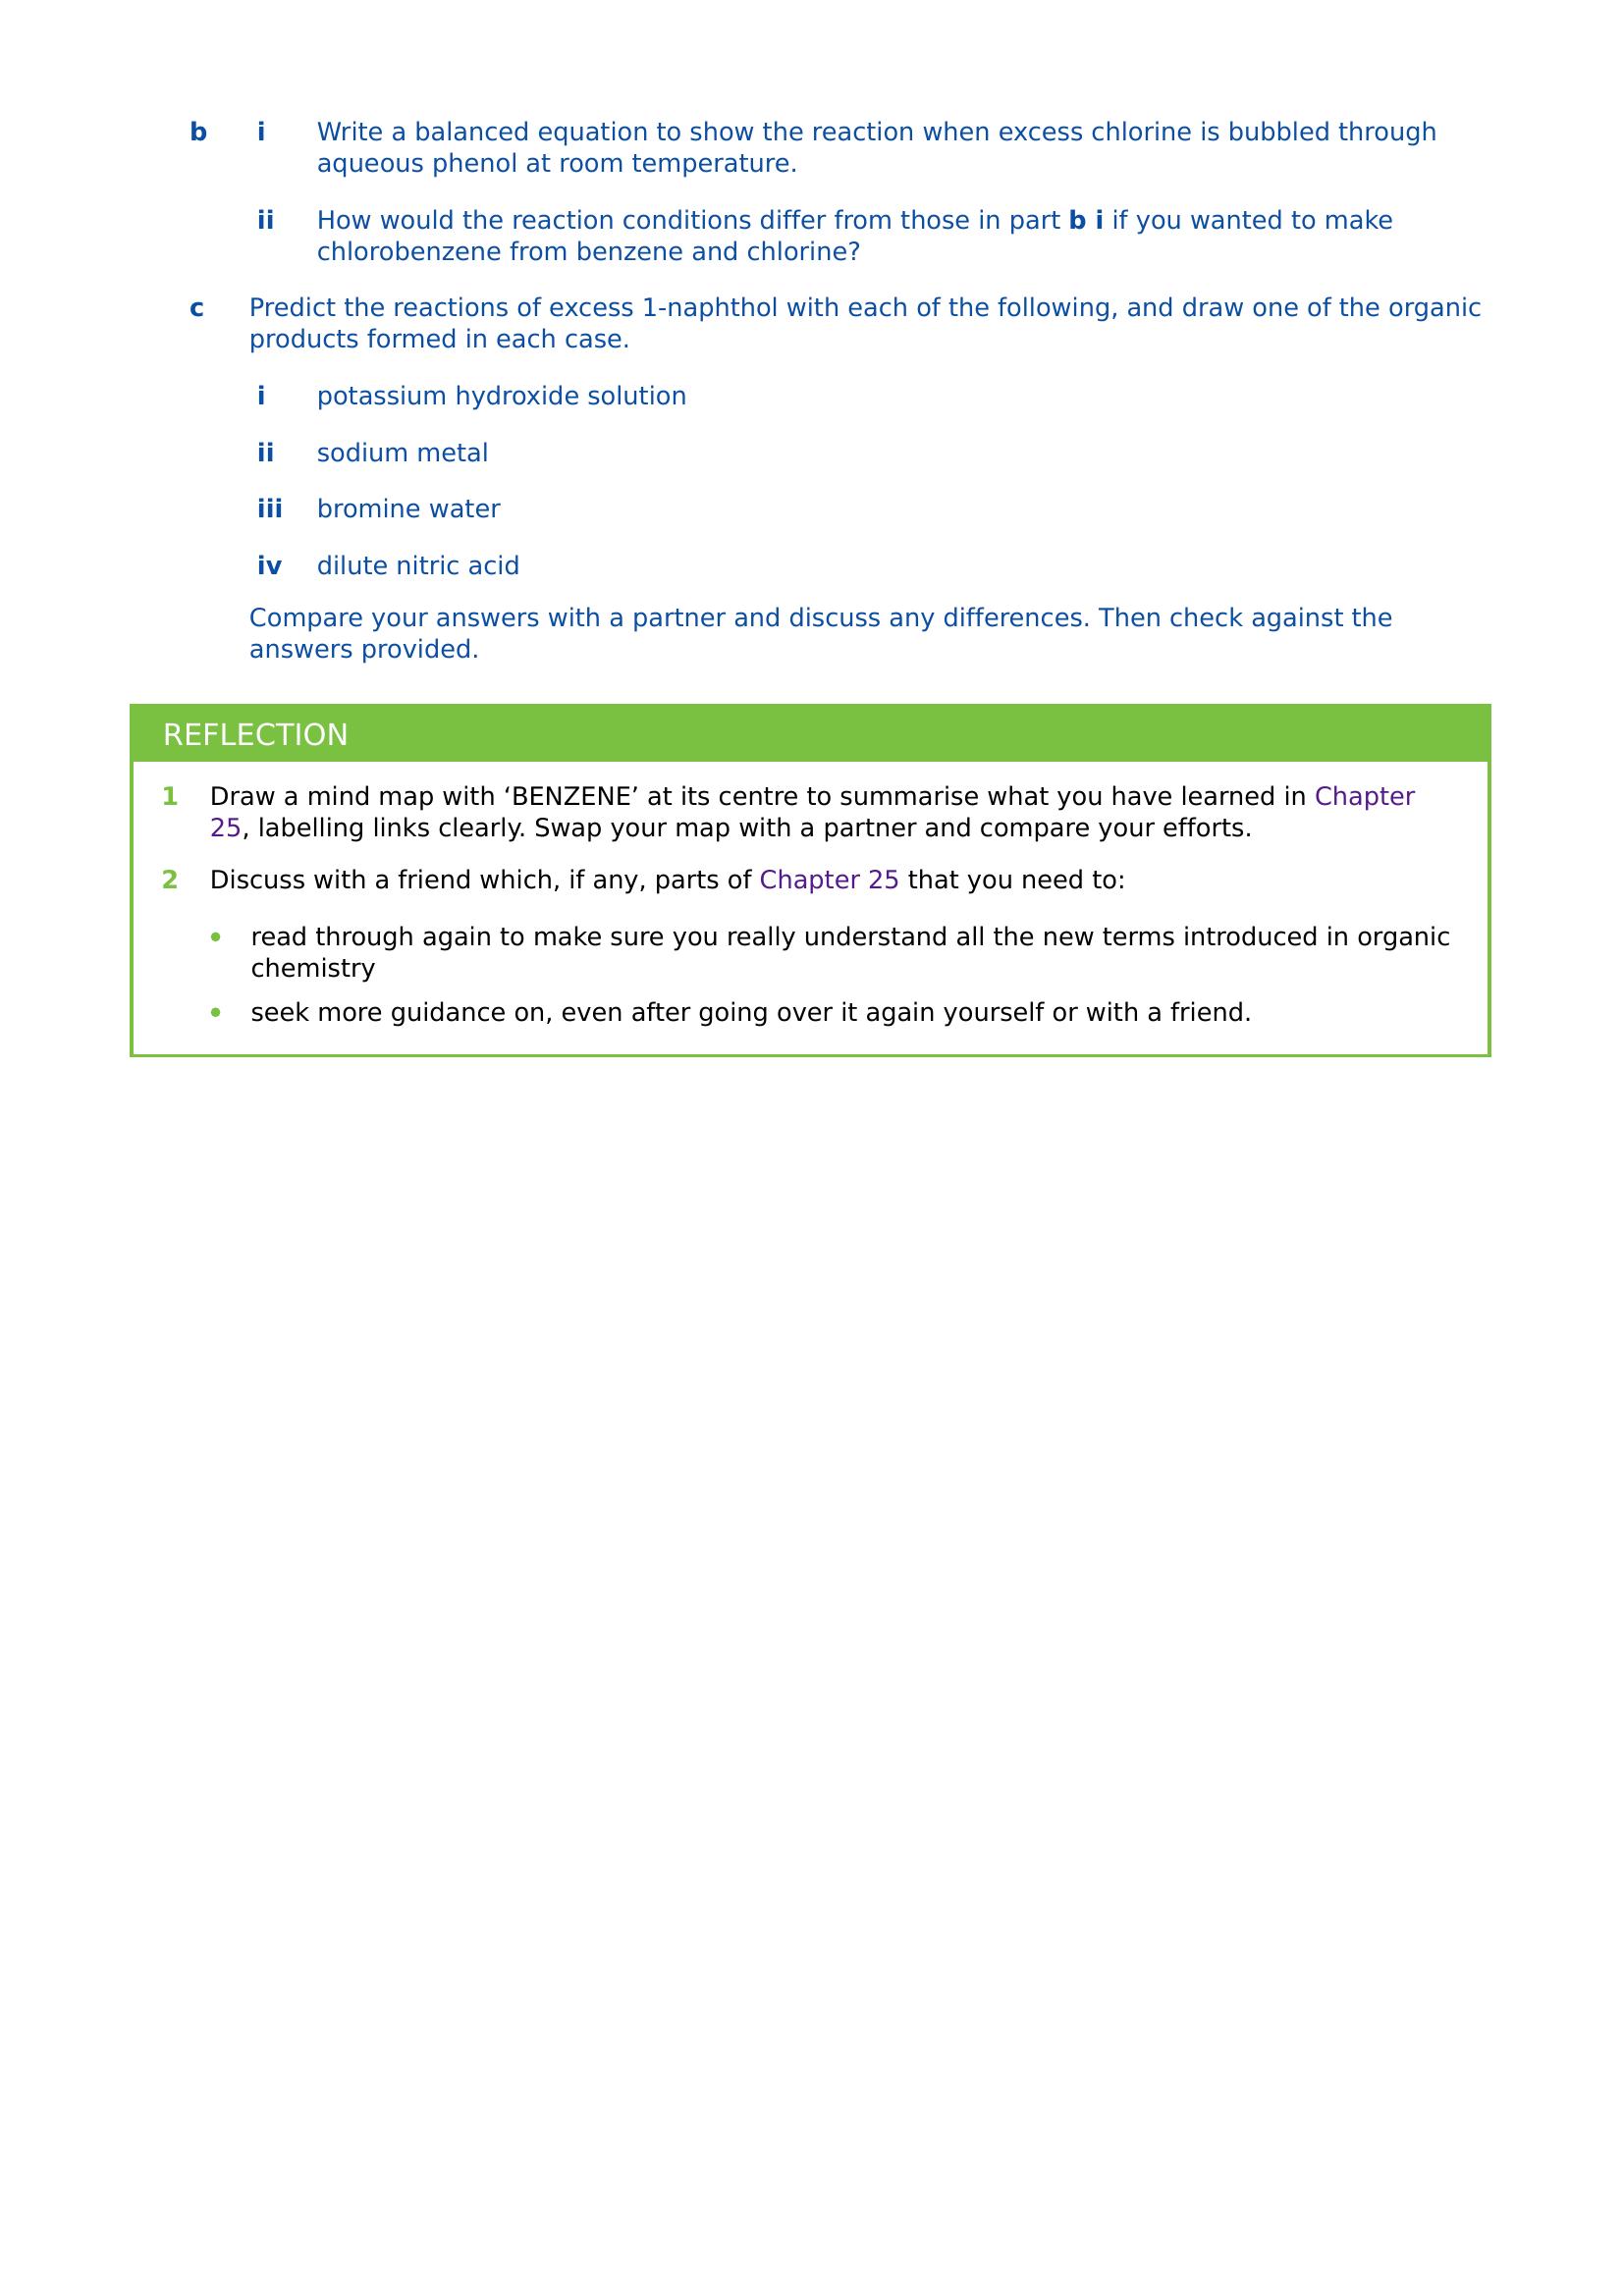 b i Write a balanced equation to show the reaction when excess chlorine is bubbled through
aqueous phenol at room temperature.
ii How would the reaction conditions differ from those in part b i if you wanted to make
chlorobenzene from benzene and chlorine?
c Predict the reactions of excess 1-naphthol with each of the following, and draw one of the organic
products formed in each case.
i potassium hydroxide solution
ii sodium metal
iii bromine water
iv dilute nitric acid
Compare your answers with a partner and discuss any differences. Then check against the
answers provided.
REFLECTION
1 Draw a mind map with ‘BENZENE’ at its centre to summarise what you have learned in Chapter
25, labelling links clearly. Swap your map with a partner and compare your efforts.
2 Discuss with a friend which, if any, parts of Chapter 25 that you need to:
• read through again to make sure you really understand all the new terms introduced in organic
chemistry
• seek more guidance on, even after going over it again yourself or with a friend.